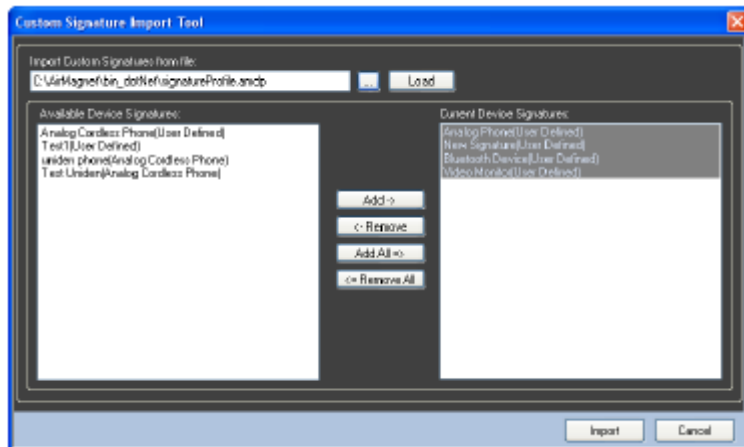 Custom Signature Import Tool
Import Custom Signatures from file:
C:\AirMagnet\bin_dotNet\signatureProfile.amdp
...
Load
Available Device Signatures:
Analog Cordless Phone(User Defined)
Test1(User Defined)
uniden phone(Analog Cordless Phone)
Test Uniden(Analog Cordless Phone)
Add ->
<- Remove
Add All =>
<= Remove All
Current Device Signatures:
Analog Phone(User Defined)
New Signature(User Defined)
Bluetooth Device(User Defined)
Video Monitor(User Defined)
Import
Cancel